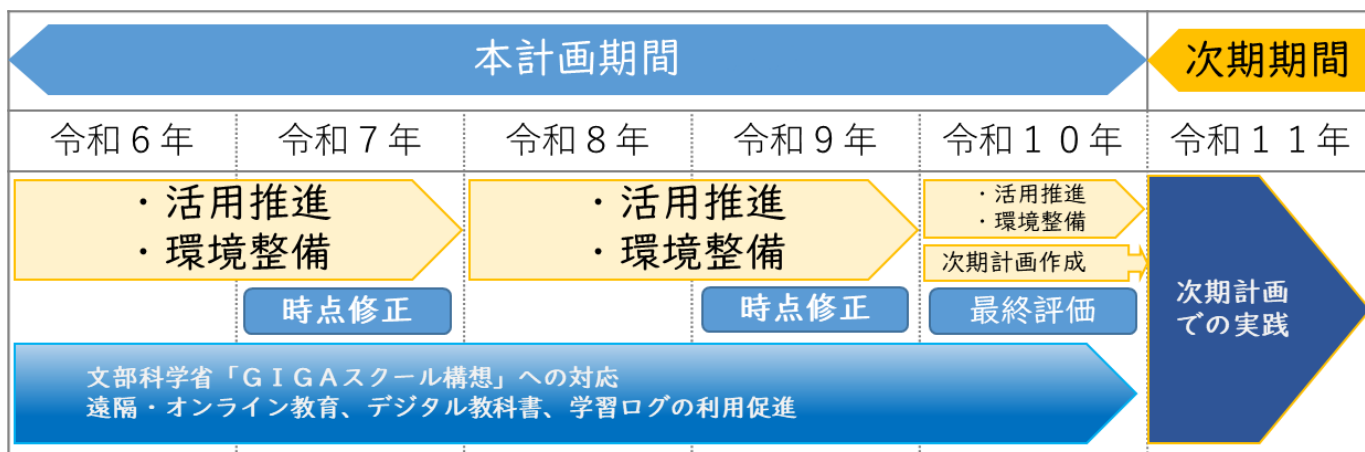 本計画期間
次期期間
令和６年
令和７年
令和８年
令和９年
令和１０年
令和１１年
・活用推進
・環境整備
・活用推進
・環境整備
・活用推進
・環境整備
次期計画作成
時点修正
時点修正
最終評価
次期計画
での実践
文部科学省「ＧＩＧＡスクール構想」への対応
遠隔・オンライン教育、デジタル教科書、学習ログの利用促進